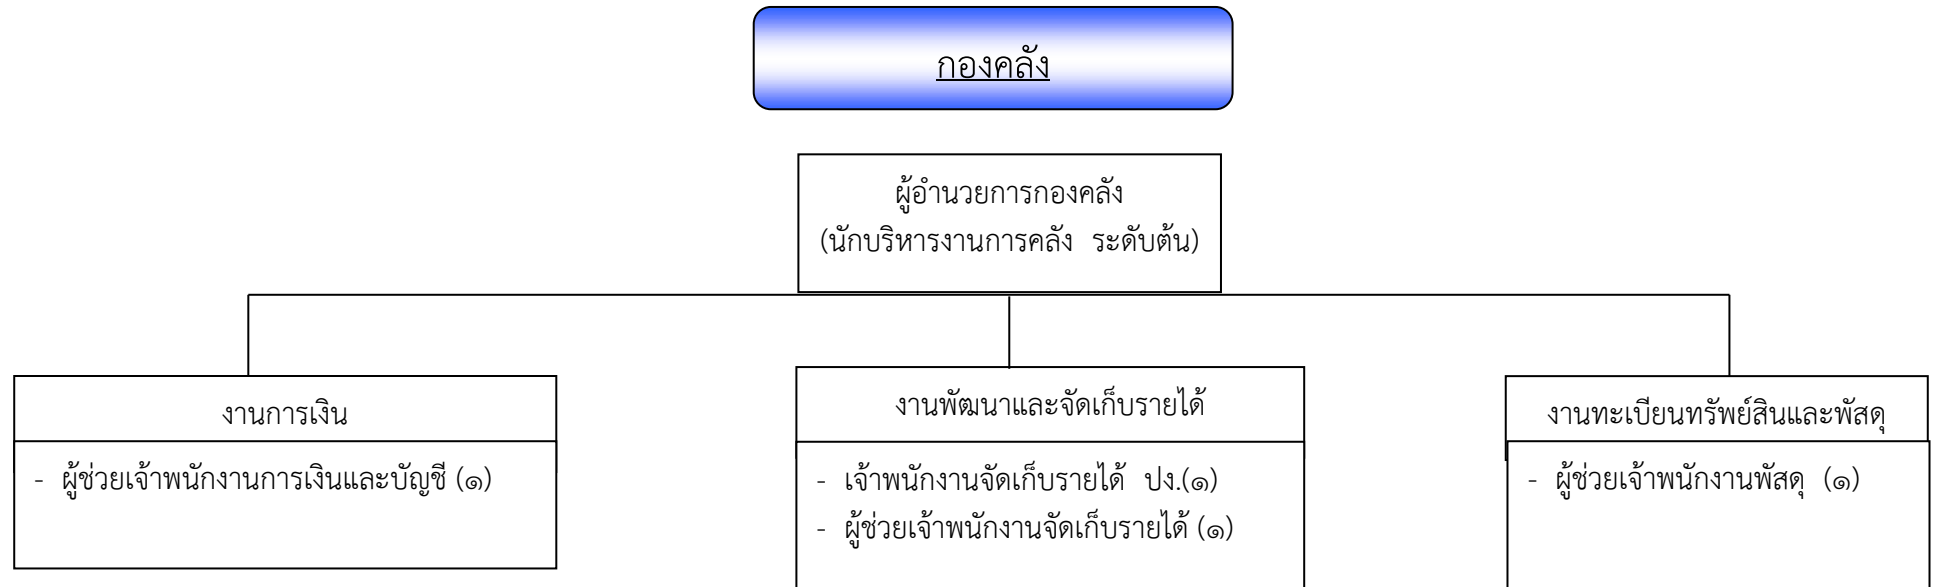 กองคลัง
ผู้อำนวยการกองคลัง
(นักบริหารงานการคลัง ระดับต้น)
งานการเงิน
- ผู้ช่วยเจ้าพนักงานการเงินและบัญชี (๑)
งานพัฒนาและจัดเก็บรายได้
- เจ้าพนักงานจัดเก็บรายได้ ปง.(๑)
- ผู้ช่วยเจ้าพนักงานจัดเก็บรายได้ (๑)
งานทะเบียนทรัพย์สินและพัสดุ
- ผู้ช่วยเจ้าพนักงานพัสดุ (๑)